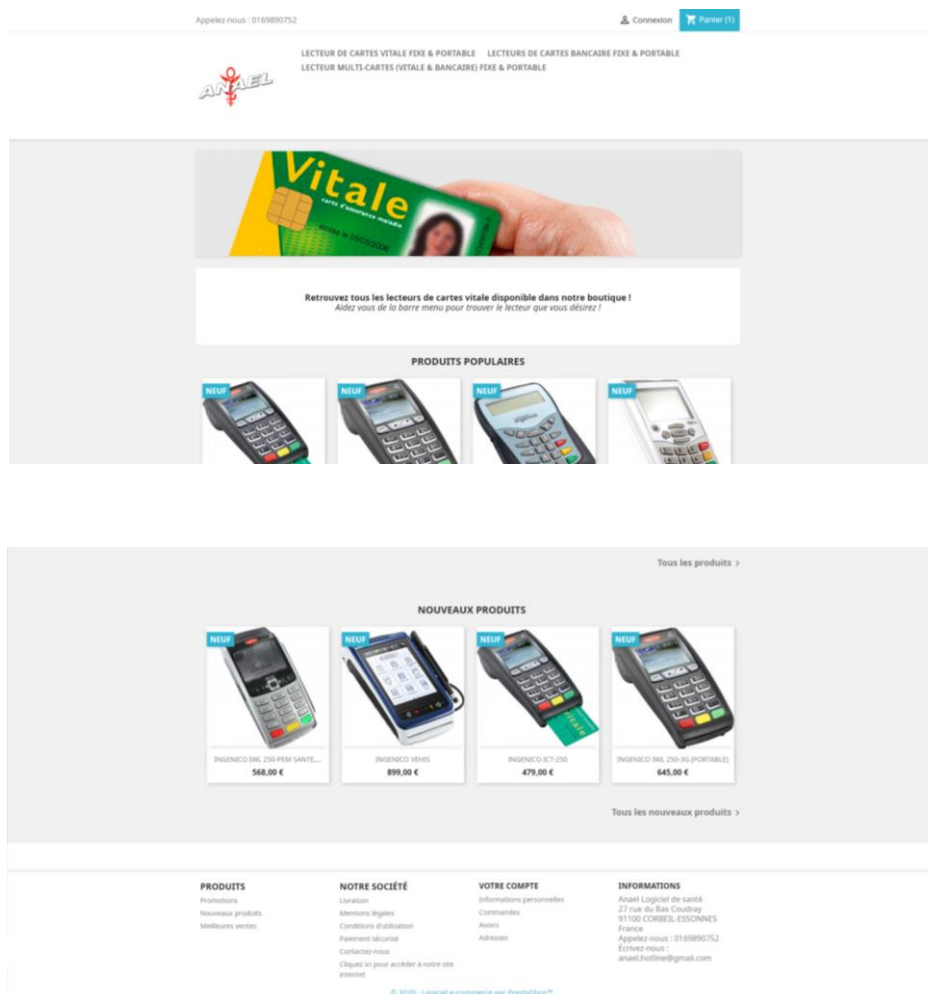 Appelez-nous : 0169890752
Connexion
Panier (1)
LECTEUR DE CARTES VITALE FIXE & PORTABLE
LECTEURS DE CARTES BANCAIRE FIXE & PORTABLE
LECTEUR MULTI-CARTES (VITALE & BANCAIRE) FIXE & PORTABLE
ANAEL
Vitale
carte d'assurance maladie
émise le 05/05/2006
Retrouvez tous les lecteurs de cartes vitale disponible dans notre boutique !
Aidez vous de la barre menu pour trouver le lecteur que vous désirez !
PRODUITS POPULAIRES
NEUF
NEUF
NEUF
NEUF
Tous les produits >
NOUVEAUX PRODUITS
NEUF
NEUF
NEUF
NEUF
Vitale
INGENICO IWL 250-PEM SANTE,...
568,00 €
INGENICO VEHIS
899,00 €
INGENICO ICT-250
479,00 €
INGENICO IWL 250-3G (PORTABLE)
645,00 €
Tous les nouveaux produits >
PRODUITS
Promotions
Nouveaux produits
Meilleures ventes
NOTRE SOCIÉTÉ
Livraison
Mentions légales
Conditions d'utilisation
Paiement sécurisé
Contactez-nous
Cliquez ici pour accéder à notre site
internet
VOTRE COMPTE
Informations personnelles
Commandes
Avoirs
Adresses
INFORMATIONS
Anael Logiciel de santé
27 rue du Bas Coudray
91100 CORBEIL-ESSONNES
France
Appelez-nous : 0169890752
Écrivez-nous :
anael.hotline@gmail.com
© 2020 - Logiciel e-commerce par PrestaShop™